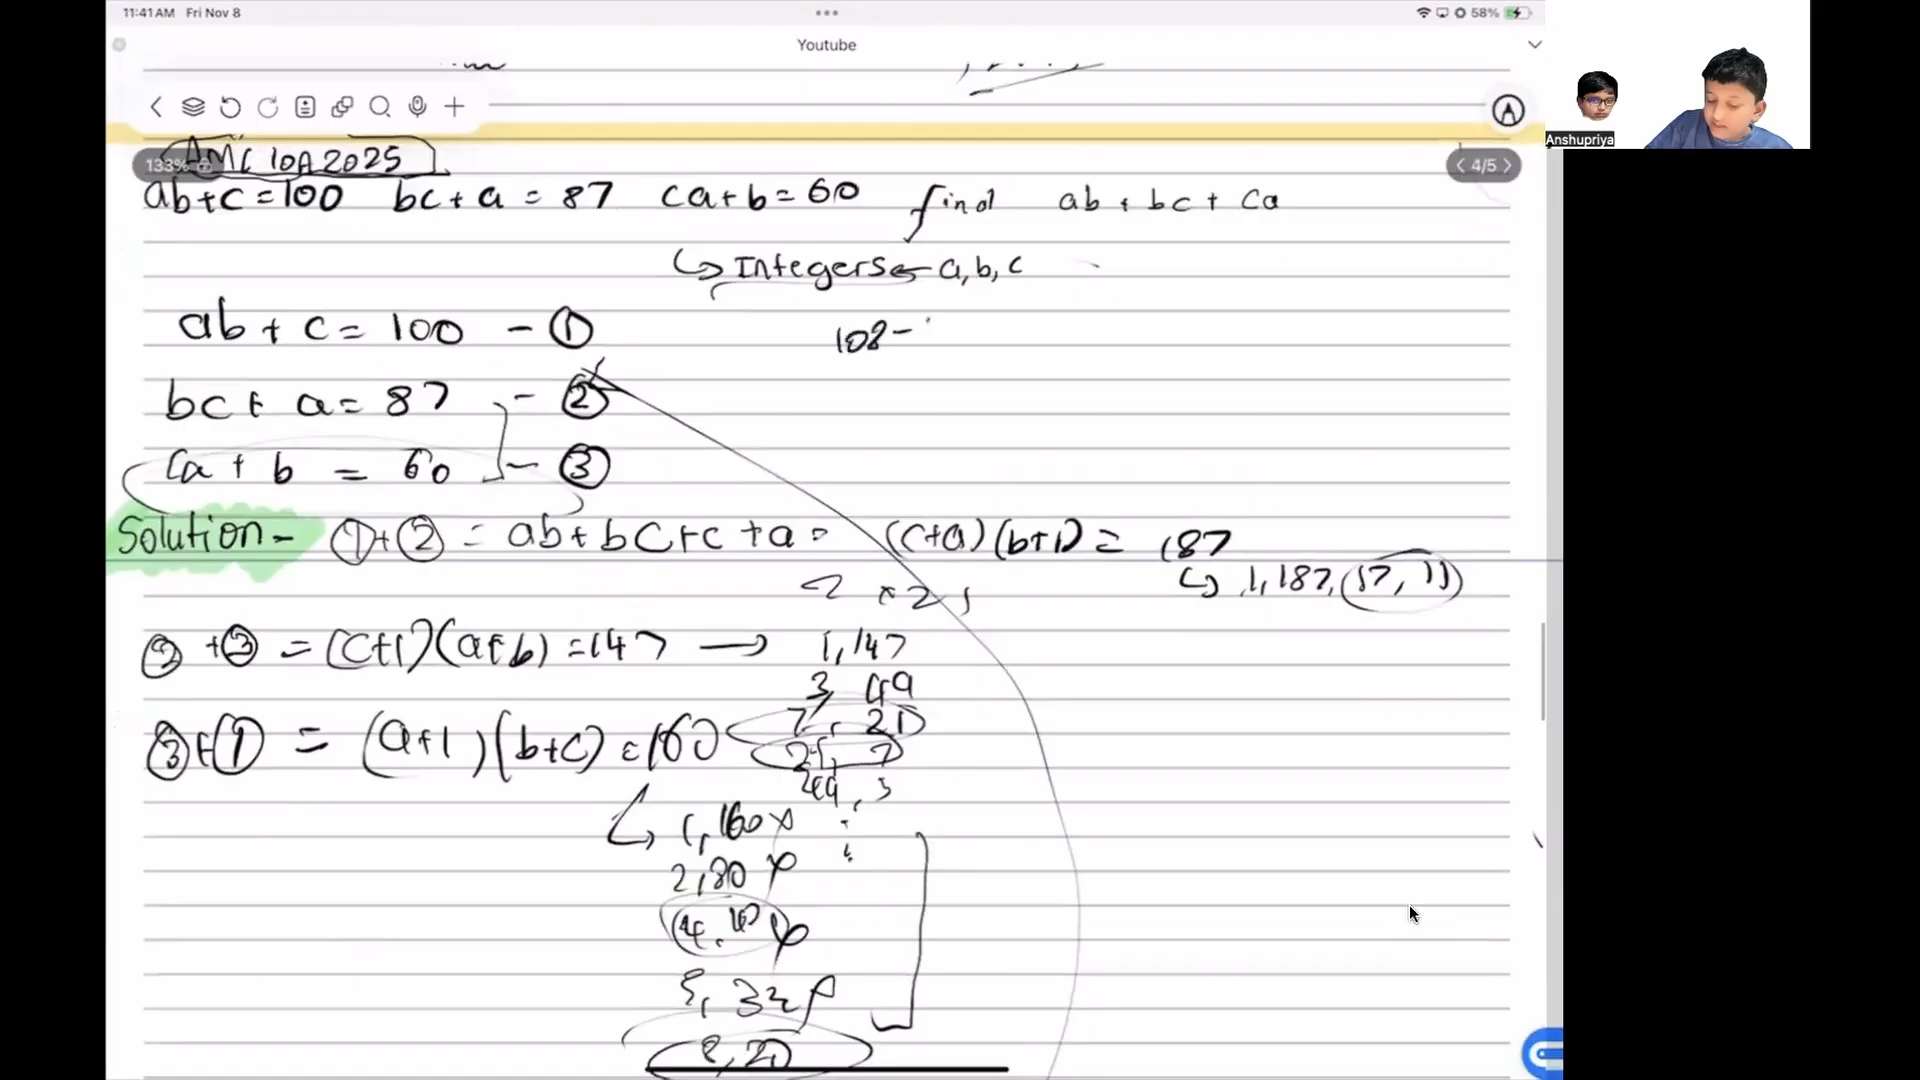 11:41 AM Fri Nov 8
58%
Youtube
133%
4/5
Anshupriya
AMC 10A 2025
ab+c=100 bc+a=87 ca+b=60 find ab+bc+ca
↳ Integers ← a,b,c
ab+c=100 - ①
108-
bc+a=87 - ②
ca+b=60 - ③
Solution- ①+② = ab+bc+c+a= (c+a)(b+1)=187
↳ 1,187,17,11
②+③ = (c+1)(a+b)=147 → 1,147
3, 49
7, 21
③+① = (a+1)(b+c)=160
21, 7
49, 3
↳ 1,160 x
2,80
4,40
5,32
8,20